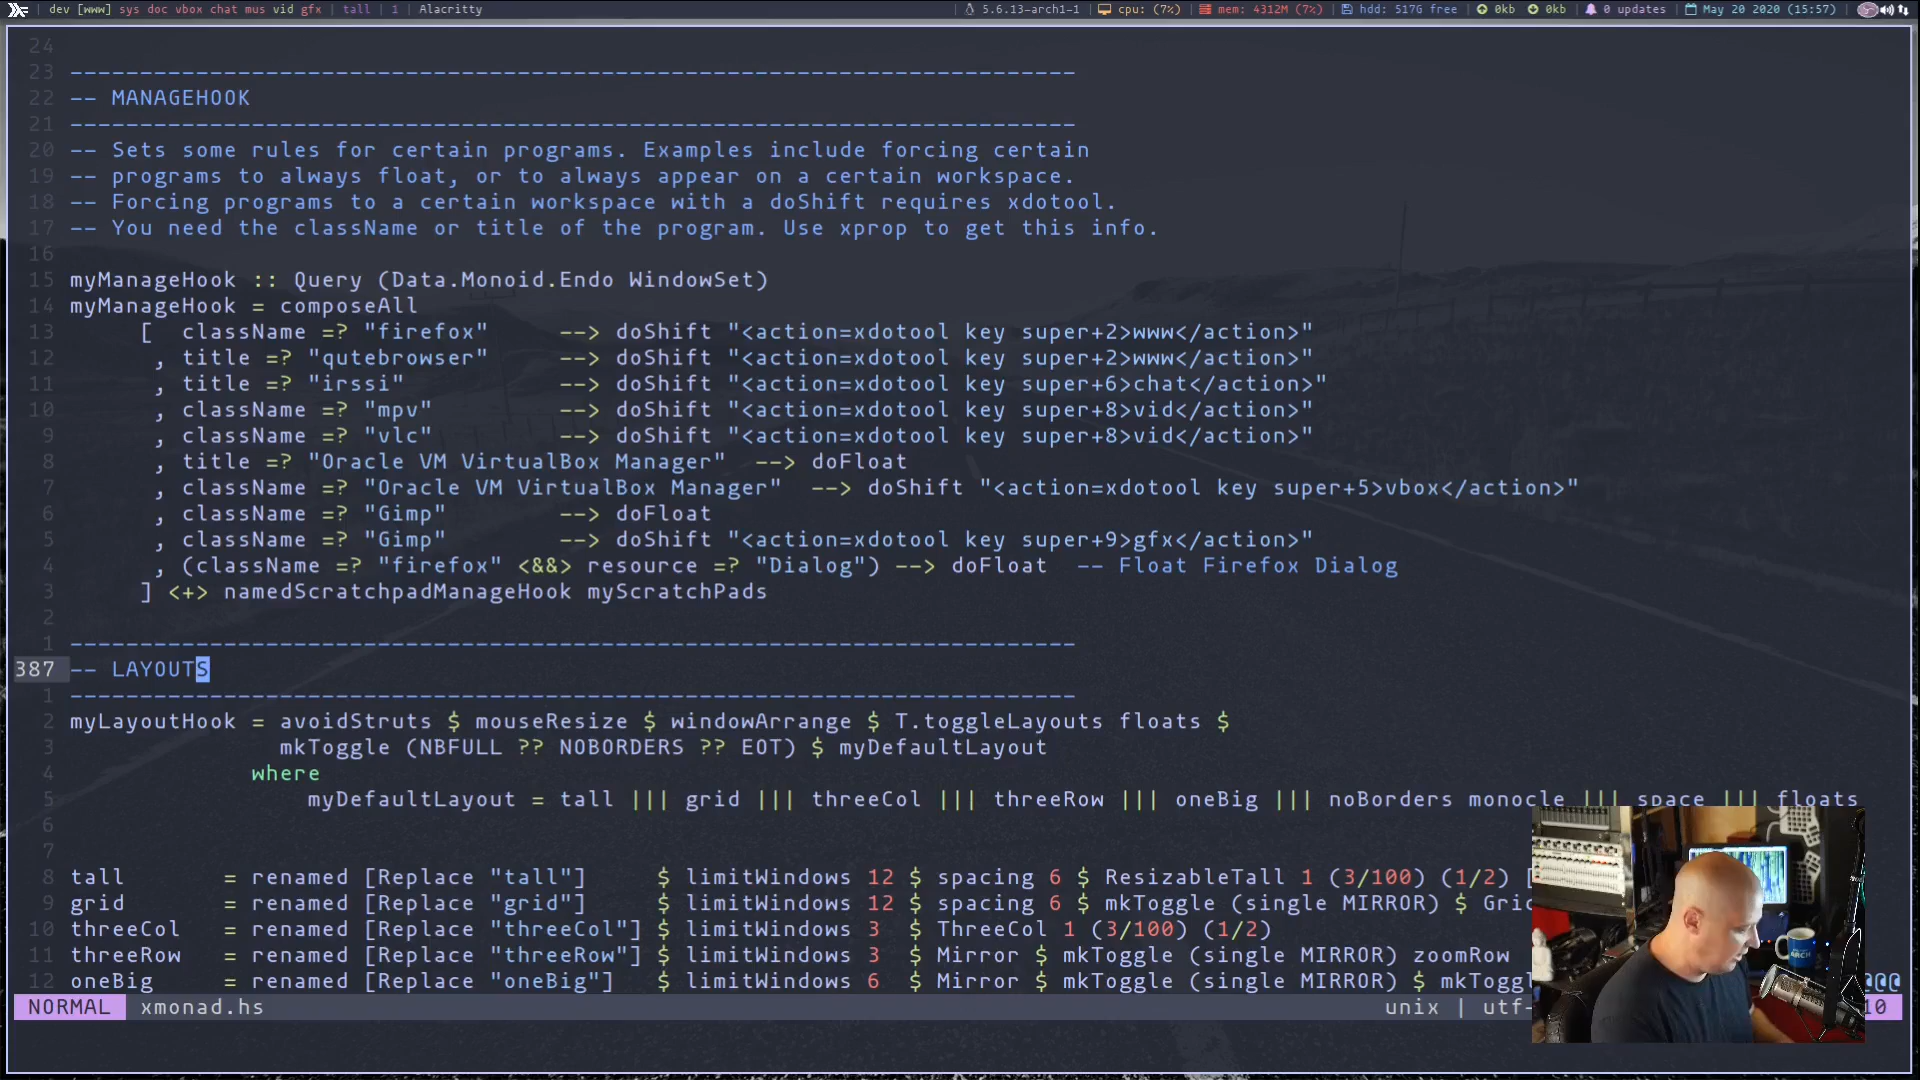 dev [www] sys doc vbox chat mus vid gfx | tall | 1 | Alacritty
5.6.13-arch1-1 | cpu: (7%) | mem: 4312M (7%) | hdd: 517G free | 0kb 0kb | 0 updates | May 20 2020 (15:57)
24
23 ------------------------------------------------------------------------
22 -- MANAGEHOOK
21 ------------------------------------------------------------------------
20 -- Sets some rules for certain programs. Examples include forcing certain
19 -- programs to always float, or to always appear on a certain workspace.
18 -- Forcing programs to a certain workspace with a doShift requires xdotool.
17 -- You need the className or title of the program. Use xprop to get this info.
16
15 myManageHook :: Query (Data.Monoid.Endo WindowSet)
14 myManageHook = composeAll
13 [ className =? "firefox" --> doShift "<action=xdotool key super+2>www</action>"
12 , title =? "qutebrowser" --> doShift "<action=xdotool key super+2>www</action>"
11 , title =? "irssi" --> doShift "<action=xdotool key super+6>chat</action>"
10 , className =? "mpv" --> doShift "<action=xdotool key super+8>vid</action>"
9 , className =? "vlc" --> doShift "<action=xdotool key super+8>vid</action>"
8 , title =? "Oracle VM VirtualBox Manager" --> doFloat
7 , className =? "Oracle VM VirtualBox Manager" --> doShift "<action=xdotool key super+5>vbox</action>"
6 , className =? "Gimp" --> doFloat
5 , className =? "Gimp" --> doShift "<action=xdotool key super+9>gfx</action>"
4 , (className =? "firefox" <&&> resource =? "Dialog") --> doFloat -- Float Firefox Dialog
3 ] <+> namedScratchpadManageHook myScratchPads
2
1 ------------------------------------------------------------------------
387 -- LAYOUTS
1 ------------------------------------------------------------------------
2 myLayoutHook = avoidStruts $ mouseResize $ windowArrange $ T.toggleLayouts floats $
3 mkToggle (NBFULL ?? NOBORDERS ?? EOT) $ myDefaultLayout
4 where
5 myDefaultLayout = tall ||| grid ||| threeCol ||| threeRow ||| oneBig ||| noBorders monocle ||| space ||| floats
6
7
8 tall = renamed [Replace "tall"] $ limitWindows 12 $ spacing 6 $ ResizableTall 1 (3/100) (1/2) [
9 grid = renamed [Replace "grid"] $ limitWindows 12 $ spacing 6 $ mkToggle (single MIRROR) $ Gric
10 threeCol = renamed [Replace "threeCol"] $ limitWindows 3 $ ThreeCol 1 (3/100) (1/2)
11 threeRow = renamed [Replace "threeRow"] $ limitWindows 3 $ Mirror $ mkToggle (single MIRROR) zoomRow
12 oneBig = renamed [Replace "oneBig"] $ limitWindows 6 $ Mirror $ mkToggle (single MIRROR) $ mkToggl
NORMAL xmonad.hs unix | utf- 10